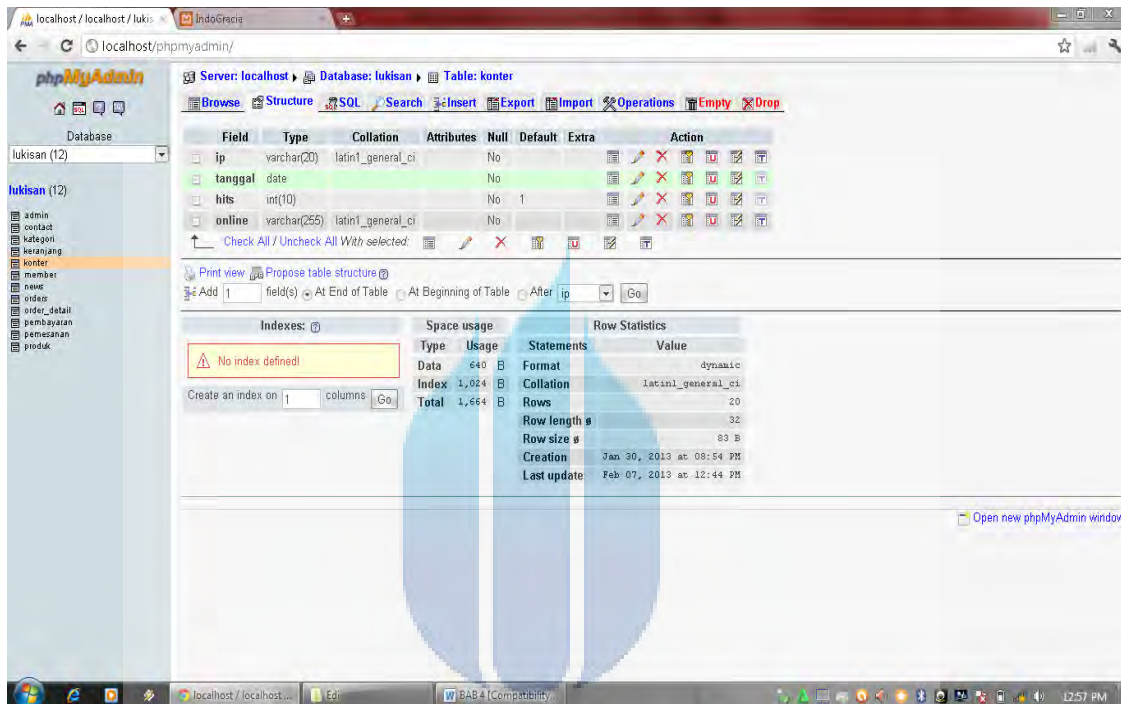 localhost / localhost / lukis
IndoGracia
localhost/phpmyadmin/
phpMyAdmin
SQL
Database
lukisan (12)
lukisan (12)
admin
contact
kategori
keranjang
konter
member
news
orders
order_detail
pembayaran
pemesanan
produk
Server: localhost Database: lukisan Table: konter
Browse Structure SQL Search Insert Export Import Operations Empty Drop
Field Type Collation Attributes Null Default Extra Action
ip varchar(20) latin1_general_ci No
tanggal date No
hits int(10) No 1
online varchar(255) latin1_general_ci No
Check All / Uncheck All With selected:
Print view Propose table structure
Add 1 field(s) At End of Table At Beginning of Table After ip Go
Indexes:
No index defined!
Create an index on 1 columns Go
Space usage
Type Usage
Data 640 B
Index 1,024 B
Total 1,664 B
Row Statistics
Statements Value
Format dynamic
Collation latin1_general_ci
Rows 20
Row length ø 32
Row size ø 83 B
Creation Jan 30, 2013 at 08:54 PM
Last update Feb 07, 2013 at 12:44 PM
Open new phpMyAdmin window
localhost / localhost ...
Edi
BAB 4 [Compatibility...
12:57 PM